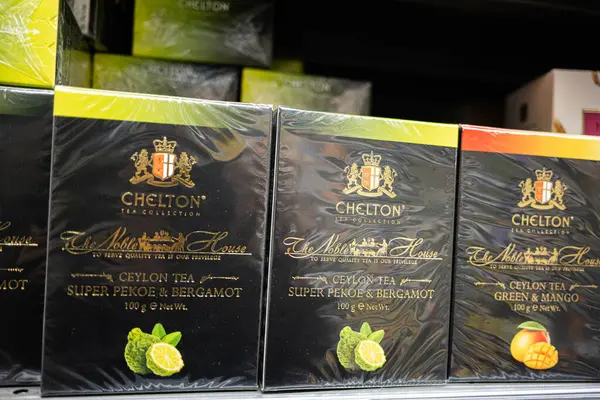 CHELTON
CHELTON®
TEA COLLECTION
The Noble House
TO SERVE QUALITY TEA IS OUR PRIVILEGE
CEYLON TEA
SUPER PEKOE & BERGAMOT
100 g ℮ Net Wt.
CHELTON®
TEA COLLECTION
The Noble House
TO SERVE QUALITY TEA IS OUR PRIVILEGE
CEYLON TEA
SUPER PEKOE & BERGAMOT
100 g ℮ Net Wt.
CHELTON®
TEA COLLECTION
The Noble House
TO SERVE QUALITY TEA IS OUR PRIVILEGE
CEYLON TEA
GREEN & MANGO
100 g ℮ Net Wt.